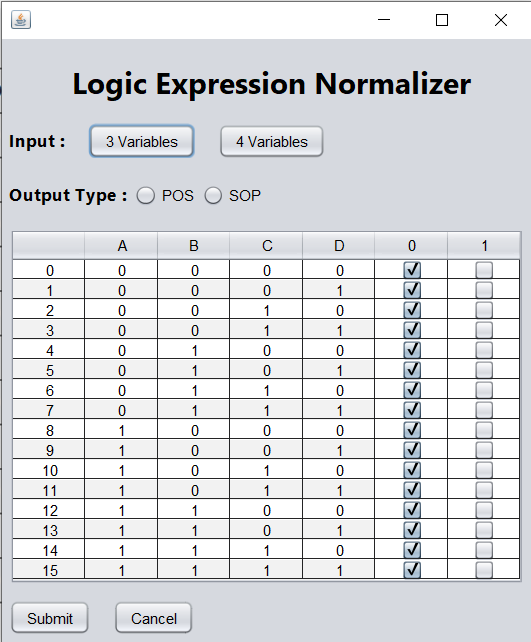 Logic Expression Normalizer
Input : 3 Variables 4 Variables
Output Type : POS SOP
A B C D 0 1
0 0 0 0 0
1 0 0 0 1
2 0 0 1 0
3 0 0 1 1
4 0 1 0 0
5 0 1 0 1
6 0 1 1 0
7 0 1 1 1
8 1 0 0 0
9 1 0 0 1
10 1 0 1 0
11 1 0 1 1
12 1 1 0 0
13 1 1 0 1
14 1 1 1 0
15 1 1 1 1
Submit Cancel